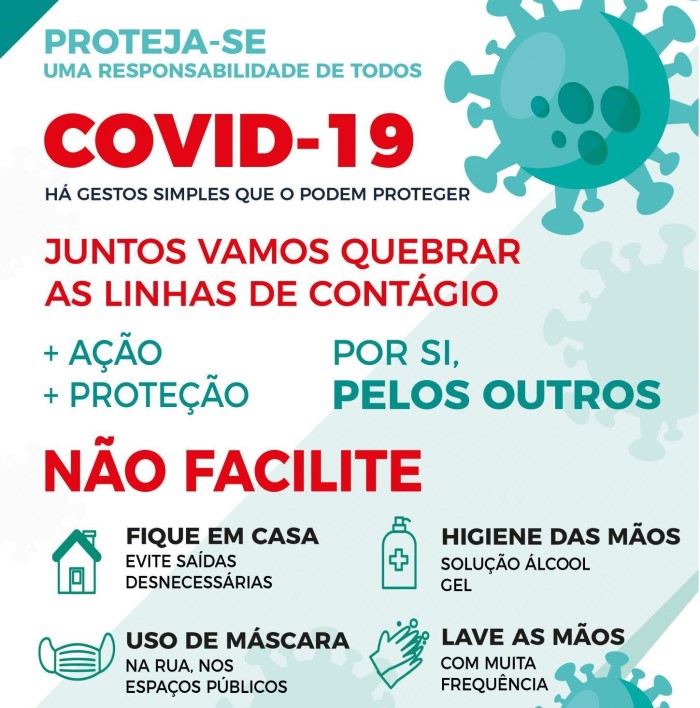 PROTEJA-SE
UMA RESPONSABILIDADE DE TODOS
COVID-19
HÁ GESTOS SIMPLES QUE O PODEM PROTEGER
JUNTOS VAMOS QUEBRAR
AS LINHAS DE CONTÁGIO
+ AÇÃO
+ PROTEÇÃO
POR SI,
PELOS OUTROS
NÃO FACILITE
FIQUE EM CASA
EVITE SAÍDAS
DESNECESSÁRIAS
HIGIENE DAS MÃOS
SOLUÇÃO ÁLCOOL
GEL
USO DE MÁSCARA
NA RUA, NOS
ESPAÇOS PÚBLICOS
LAVE AS MÃOS
COM MUITA
FREQUÊNCIA